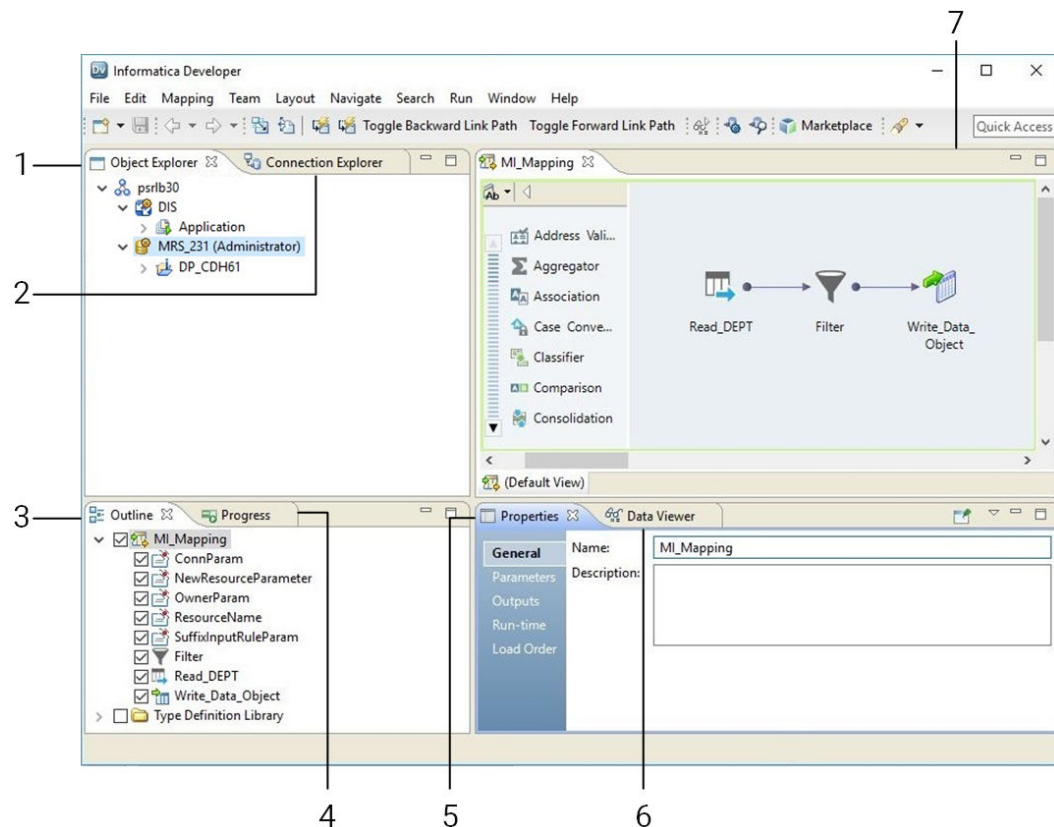 7
Informatica Developer
File Edit Mapping Team Layout Navigate Search Run Window Help
Toggle Backward Link Path Toggle Forward Link Path Marketplace Quick Access
1
Object Explorer Connection Explorer
psrlb30
DIS
Application
MRS_231 (Administrator)
DP_CDH61
2
MI_Mapping
Ab
Address Vali...
Aggregator
Association
Case Conve...
Classifier
Comparison
Consolidation
Read_DEPT
Filter
Write_Data_
Object
(Default View)
3
Outline Progress
MI_Mapping
ConnParam
NewResourceParameter
OwnerParam
ResourceName
SuffixInputRuleParam
Filter
Read_DEPT
Write_Data_Object
Type Definition Library
Properties Data Viewer
General
Parameters
Outputs
Run-time
Load Order
Name: MI_Mapping
Description:
4 5 6